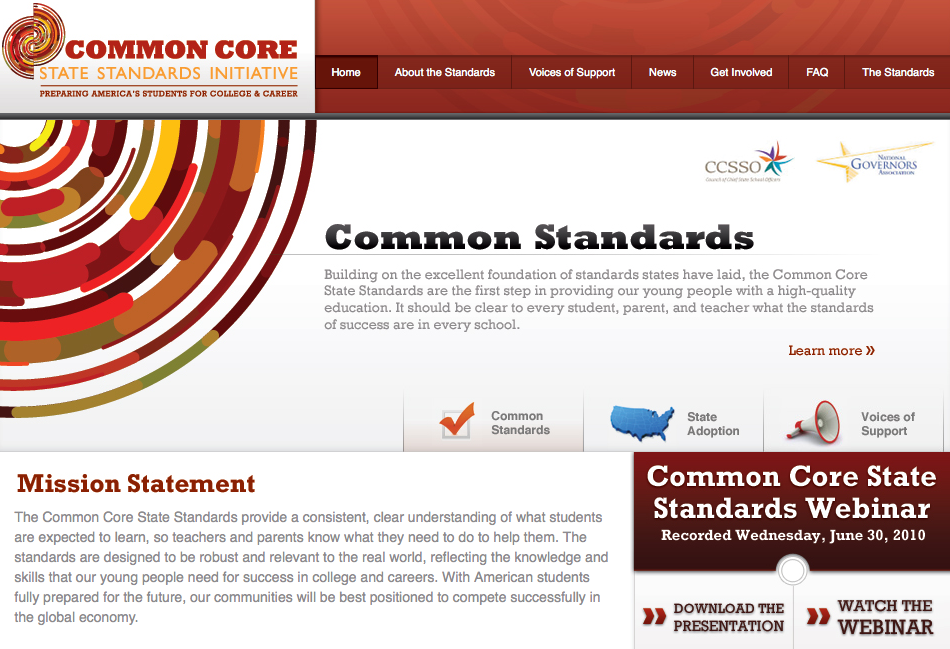 COMMON CORE
STATE STANDARDS INITIATIVE
PREPARING AMERICA'S STUDENTS FOR COLLEGE & CAREER
Home
About the Standards
Voices of Support
News
Get Involved
FAQ
The Standards
CCSSO
Council of Chief State School Officers
NATIONAL
GOVERNORS
ASSOCIATION
Common Standards
Building on the excellent foundation of standards states have laid, the Common Core
State Standards are the first step in providing our young people with a high-quality
education. It should be clear to every student, parent, and teacher what the standards
of success are in every school.
Learn more »
Common
Standards
State
Adoption
Voices of
Support
Mission Statement
The Common Core State Standards provide a consistent, clear understanding of what students
are expected to learn, so teachers and parents know what they need to do to help them. The
standards are designed to be robust and relevant to the real world, reflecting the knowledge and
skills that our young people need for success in college and careers. With American students
fully prepared for the future, our communities will be best positioned to compete successfully in
the global economy.
Common Core State
Standards Webinar
Recorded Wednesday, June 30, 2010
DOWNLOAD THE
PRESENTATION
WATCH THE
WEBINAR